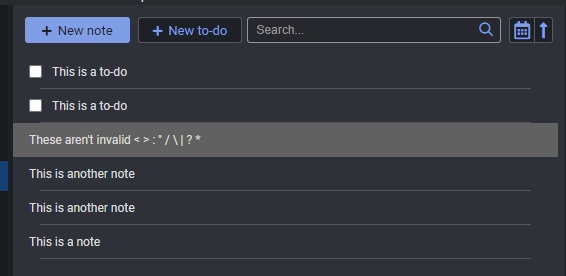 New note
New to-do
Search...
This is a to-do
This is a to-do
These aren't invalid < > : " / \ | ? *
This is another note
This is another note
This is a note